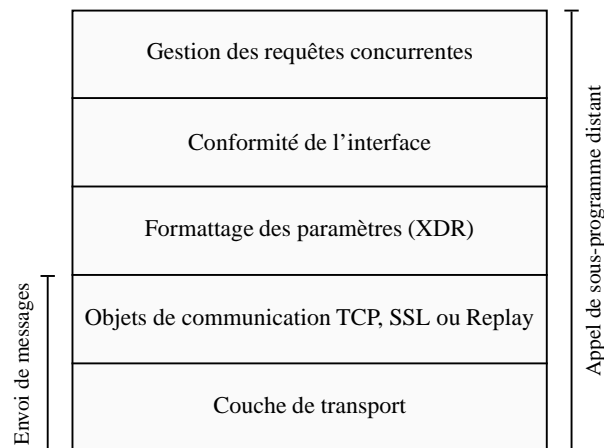 Gestion des requêtes concurrentes
Conformité de l'interface
Formattage des paramètres (XDR)
Objets de communication TCP, SSL ou Replay
Couche de transport
Envoi de messages
Appel de sous-programme distant